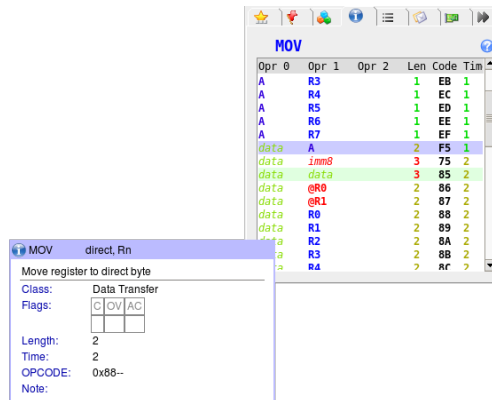 MOV
Opr 0 Opr 1 Opr 2 Len Code Tim
A R3 1 EB 1
A R4 1 EC 1
A R5 1 ED 1
A R6 1 EE 1
A R7 1 EF 1
data A 2 F5 1
data imm8 3 75 2
data data 3 85 2
data @R0 2 86 2
data @R1 2 87 2
data R0 2 88 2
data R1 2 89 2
data R2 2 8A 2
data R3 2 8B 2
data R4 2 8C 2
MOV direct, Rn
Move register to direct byte
Class: Data Transfer
Flags: C OV AC
Length: 2
Time: 2
OPCODE: 0x88--
Note: